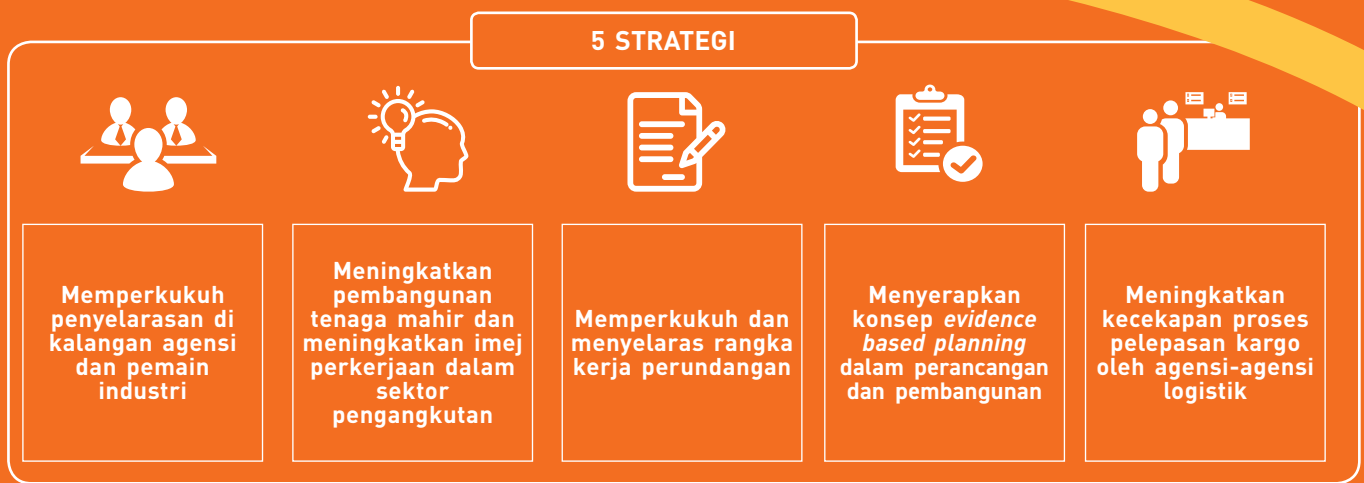 5 STRATEGI
Memperkukuh
penyelarasan di
kalangan agensi
dan pemain
industri
Meningkatkan
pembangunan
tenaga mahir dan
meningkatkan imej
perkerjaan dalam
sektor
pengangkutan
Memperkukuh dan
menyelaras rangka
kerja perundangan
Menyerapkan
konsep evidence
based planning
dalam perancangan
dan pembangunan
Meningkatkan
kecekapan proses
pelepasan kargo
oleh agensi-agensi
logistik